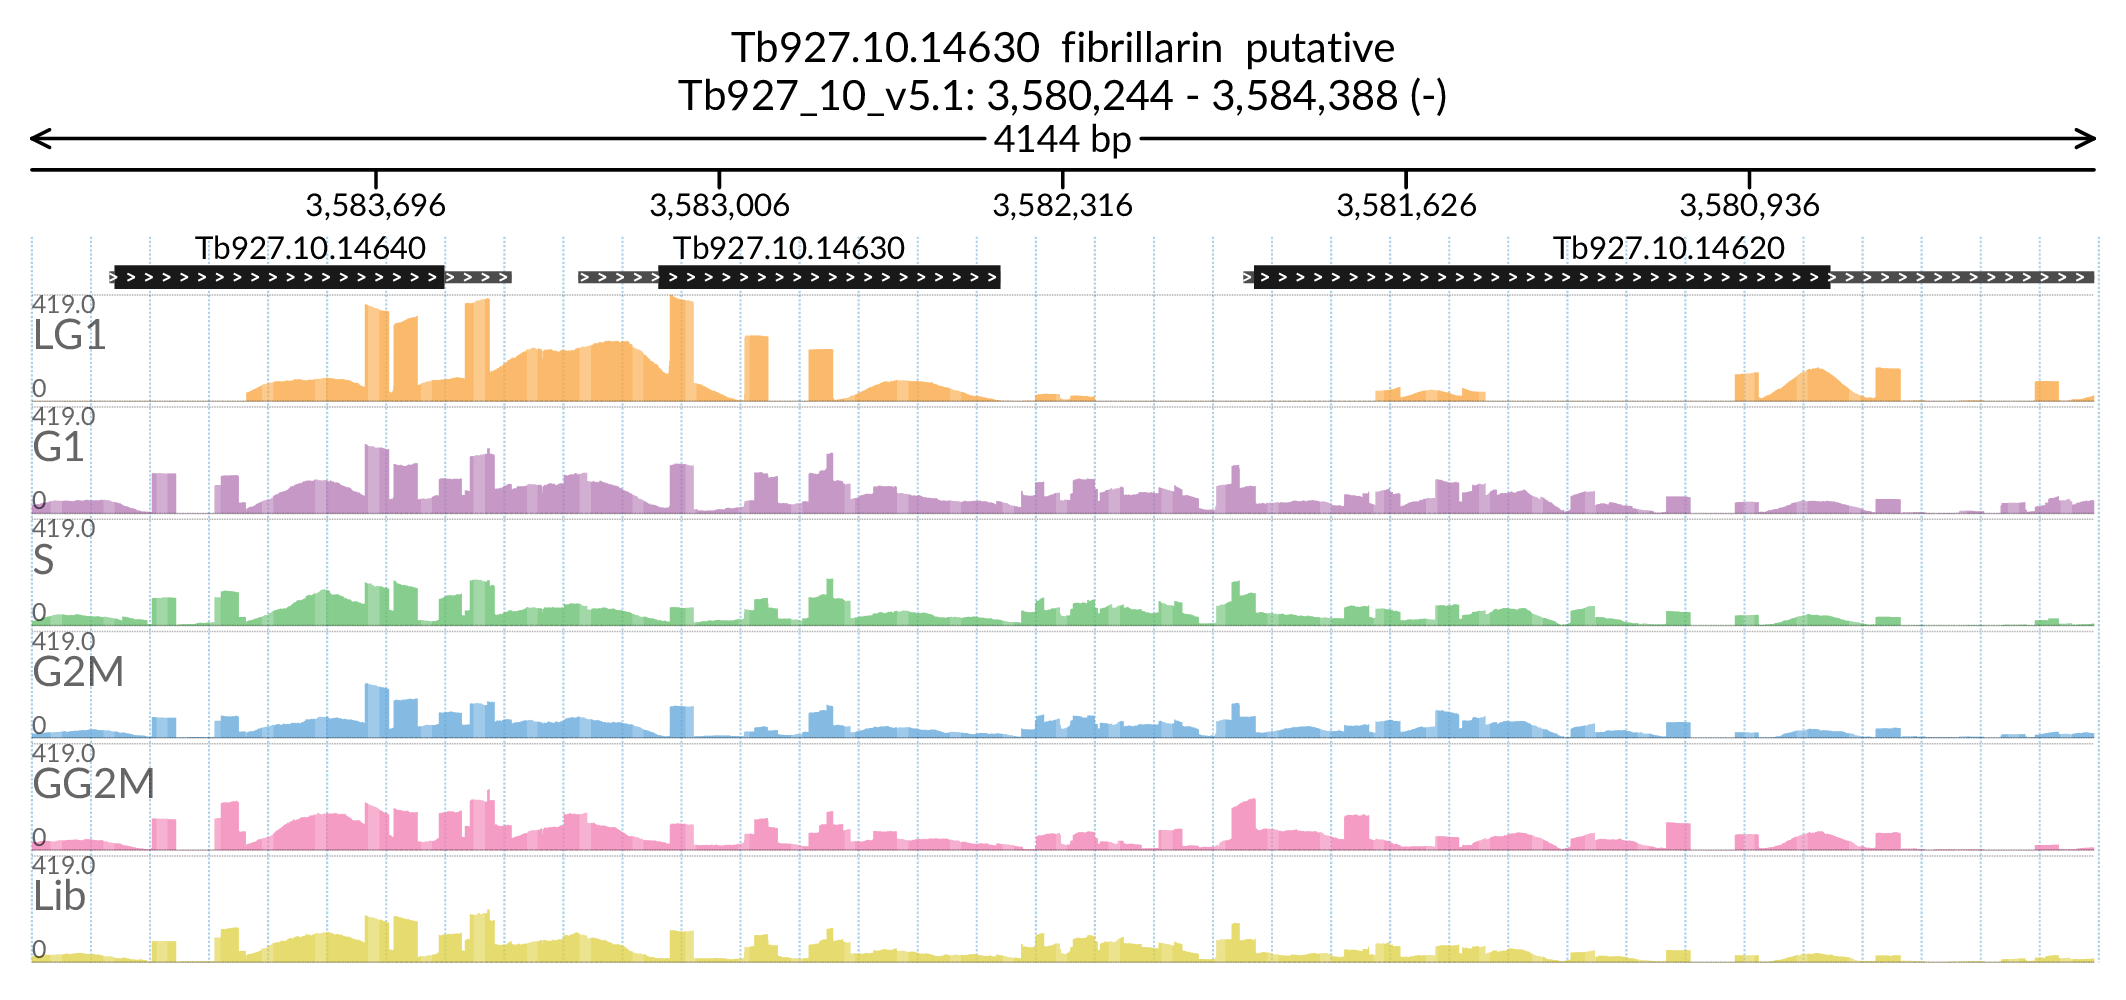 Tb927.10.14630 fibrillarin putative
Tb927_10_v5.1: 3,580,244 - 3,584,388 (-)
4144 bp
3,583,696 3,583,006 3,582,316 3,581,626 3,580,936
Tb927.10.14640 Tb927.10.14630 Tb927.10.14620
419.0
LG1
0
419.0
G1
0
419.0
S
0
419.0
G2M
0
419.0
GG2M
0
419.0
Lib
0